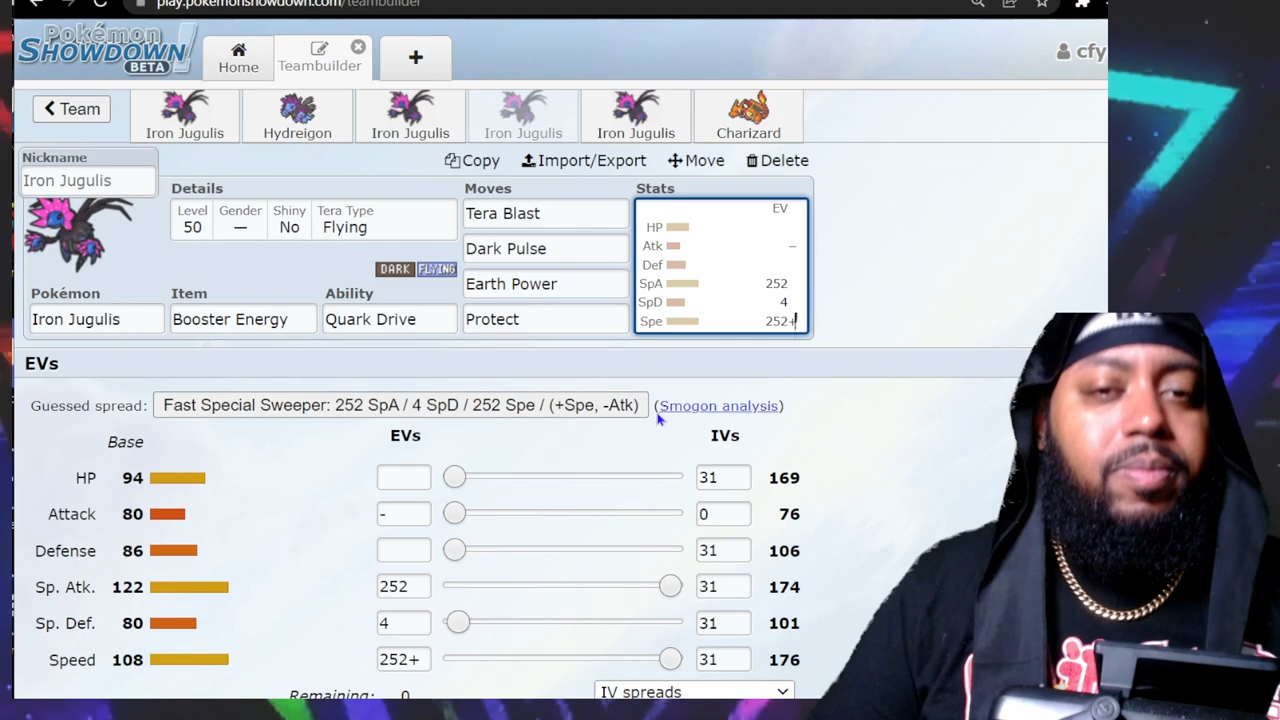 play.pokemonshowdown.com/teambuilder
Pokémon
SHOWDOWN
BETA
Home
Teambuilder
+
cfy
Team
Iron Jugulis
Hydreigon
Iron Jugulis
Iron Jugulis
Iron Jugulis
Charizard
Nickname
Iron Jugulis
Copy
Import/Export
Move
Delete
Details
Level
50
Gender
—
Shiny
No
Tera Type
Flying
DARK FLYING
Pokémon
Iron Jugulis
Item
Booster Energy
Ability
Quark Drive
Moves
Tera Blast
Dark Pulse
Earth Power
Protect
Stats
EV
HP
Atk –
Def
SpA 252
SpD 4
Spe 252+
EVs
Guessed spread: Fast Special Sweeper: 252 SpA / 4 SpD / 252 Spe / (+Spe, -Atk) (Smogon analysis)
Base EVs IVs
HP 94 31 169
Attack 80 - 0 76
Defense 86 31 106
Sp. Atk. 122 252 31 174
Sp. Def. 80 4 31 101
Speed 108 252+ 31 176
Remaining: 0
IV spreads